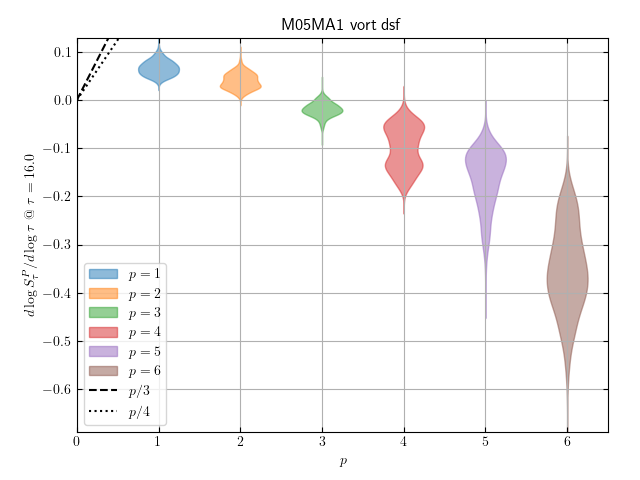 M05MA1 vort dsf
d log S_τ^P / d log τ @ τ = 16.0
0.1
0.0
−0.1
−0.2
−0.3
−0.4
−0.5
−0.6
p = 1
p = 2
p = 3
p = 4
p = 5
p = 6
p/3
p/4
0 1 2 3 4 5 6
p